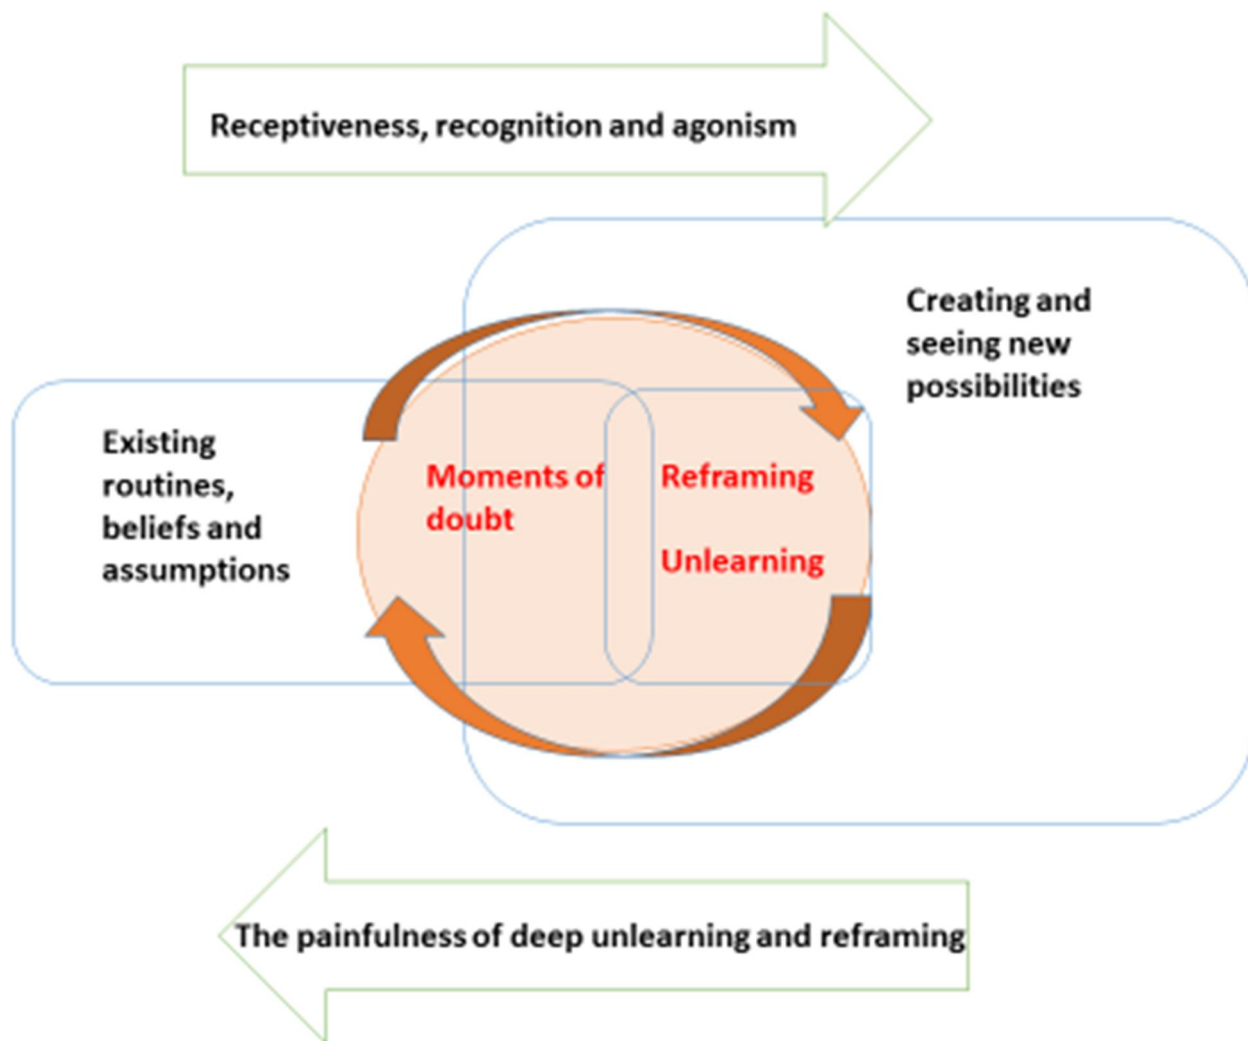 Receptiveness, recognition and agonism
Creating and
seeing new
possibilities
Existing
routines,
beliefs and
assumptions
Moments of
doubt
Reframing
Unlearning
The painfulness of deep unlearning and reframing